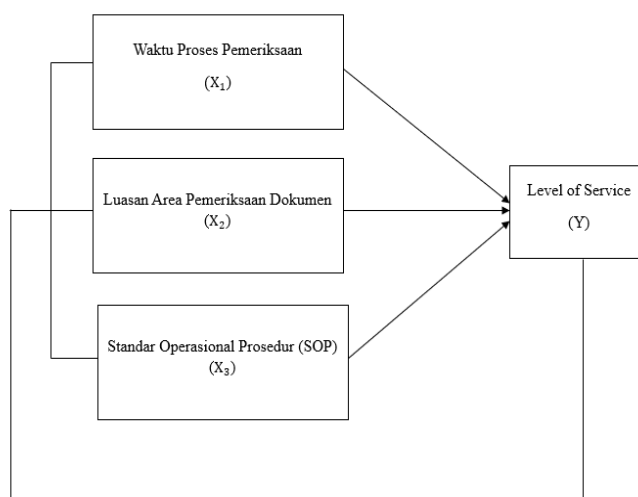 Waktu Proses Pemeriksaan
(X₁)
Luasan Area Pemeriksaan Dokumen
(X₂)
Standar Operasional Prosedur (SOP)
(X₃)
Level of Service
(Y)